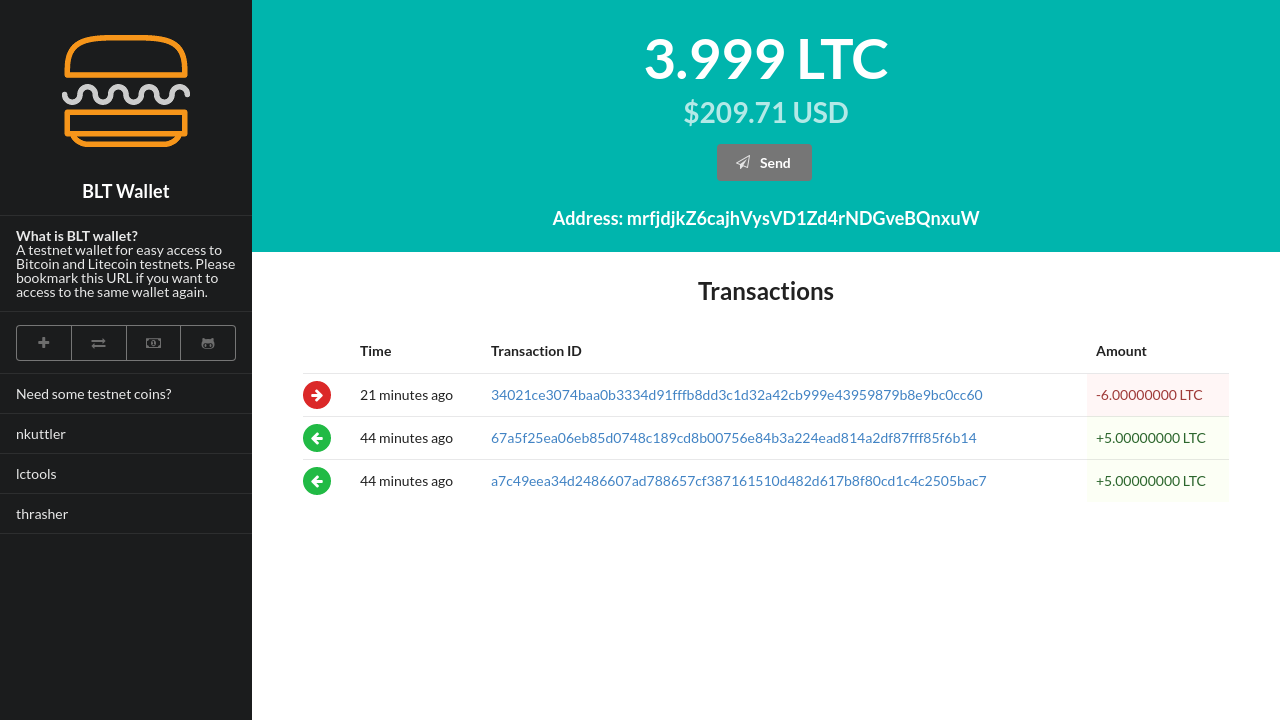 BLT Wallet
What is BLT wallet?
A testnet wallet for easy access to
Bitcoin and Litecoin testnets. Please
bookmark this URL if you want to
access to the same wallet again.
Need some testnet coins?
nkuttler
lctools
thrasher
3.999 LTC
$209.71 USD
Send
Address: mrfjdjkZ6cajhVysVD1Zd4rNDGveBQnxuW
Transactions
Time Transaction ID Amount
21 minutes ago 34021ce3074baa0b3334d91fffb8dd3c1d32a42cb999e43959879b8e9bc0cc60 -6.00000000 LTC
44 minutes ago 67a5f25ea06eb85d0748c189cd8b00756e84b3a224ead814a2df87fff85f6b14 +5.00000000 LTC
44 minutes ago a7c49eea34d2486607ad788657cf387161510d482d617b8f80cd1c4c2505bac7 +5.00000000 LTC